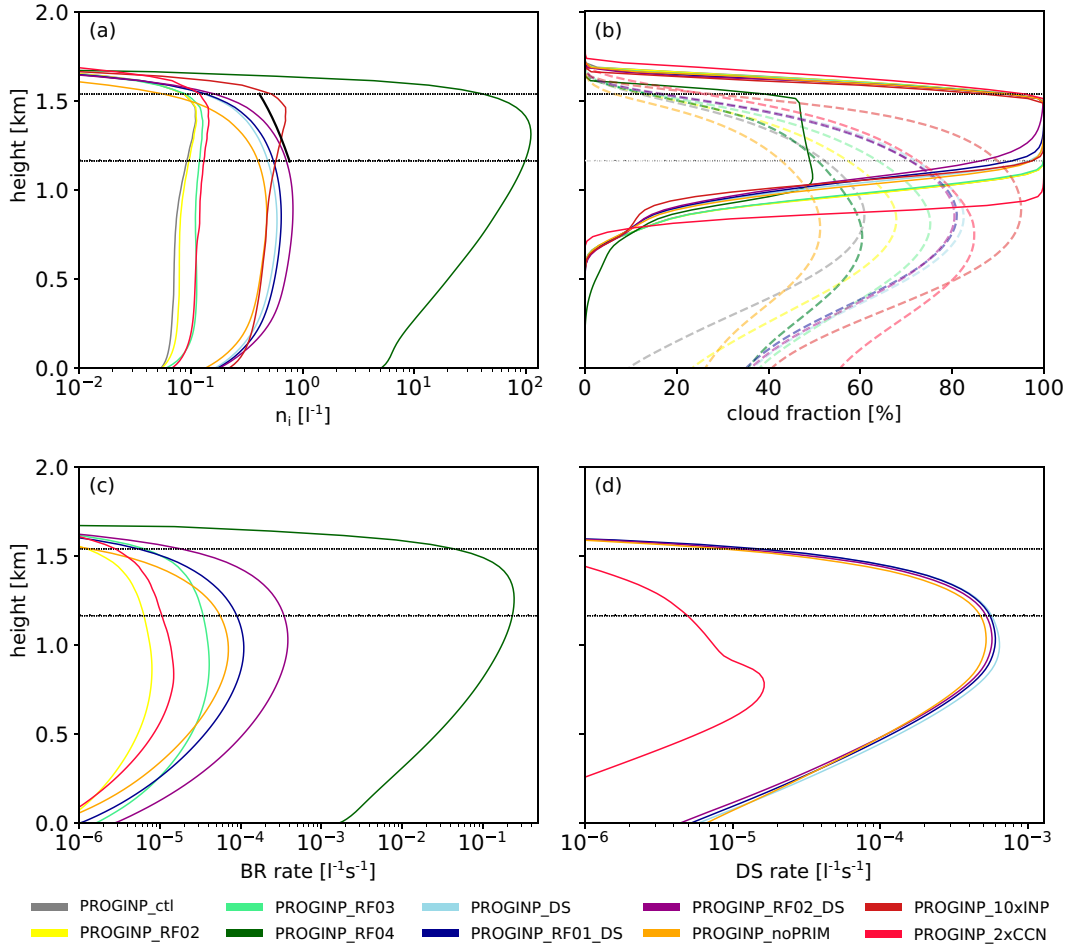 (a)
2.0
1.5
1.0
0.5
0.0
height [km]
10⁻² 10⁻¹ 10⁰ 10¹ 10²
nᵢ [l⁻¹]
(b)
0 20 40 60 80 100
cloud fraction [%]
(c)
2.0
1.5
1.0
0.5
0.0
height [km]
10⁻⁶ 10⁻⁵ 10⁻⁴ 10⁻³ 10⁻² 10⁻¹
BR rate [l⁻¹s⁻¹]
(d)
10⁻⁶ 10⁻⁵ 10⁻⁴ 10⁻³
DS rate [l⁻¹s⁻¹]
PROGINP_ctl PROGINP_RF03 PROGINP_DS PROGINP_RF02_DS PROGINP_10xINP
PROGINP_RF02 PROGINP_RF04 PROGINP_RF01_DS PROGINP_noPRIM PROGINP_2xCCN